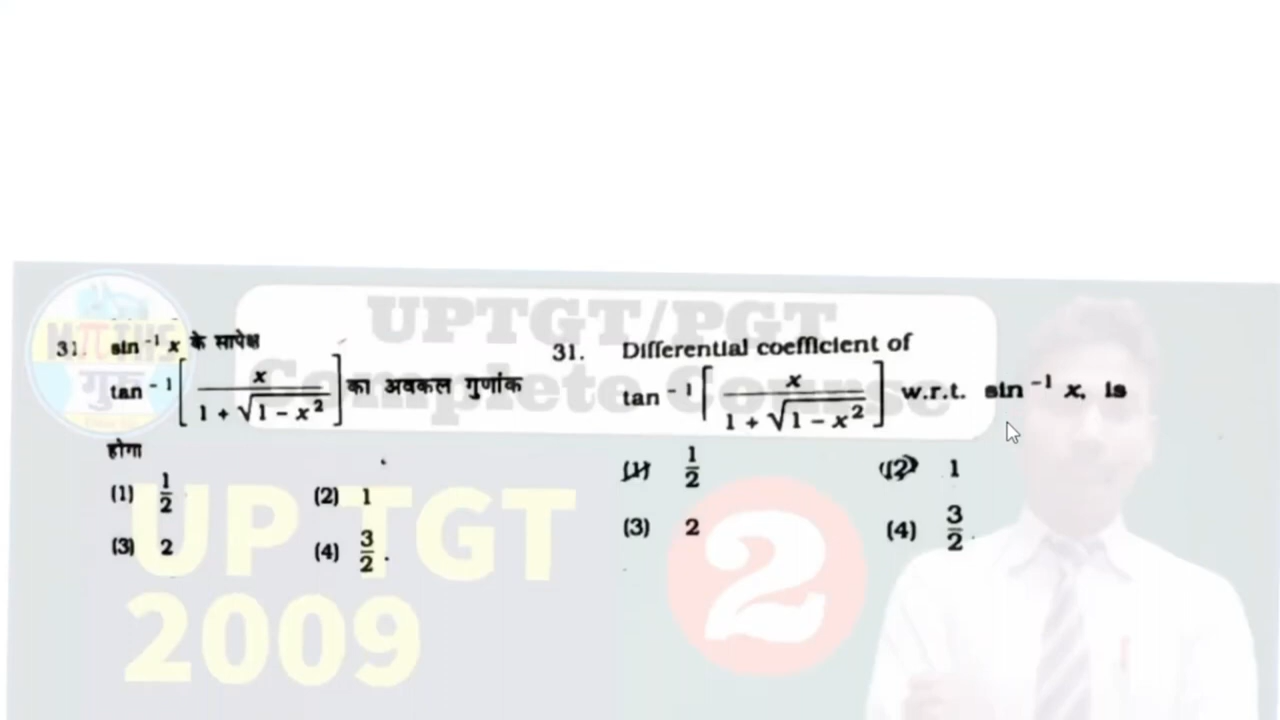 UPTGT/PGT
Complete Course
MπTHS
गुरु
31. sin⁻¹ x के सापेक्ष
tan⁻¹ [ x / (1 + √(1 - x²)) ] का अवकल गुणांक
होगा
(1) 1/2 (2) 1
(3) 2 (4) 3/2 .
31. Differential coefficient of
tan⁻¹ [ x / (1 + √(1 - x²)) ] w.r.t. sin⁻¹ x, is
(1) 1/2 (2) 1
(3) 2 (4) 3/2
UP TGT
2009
2